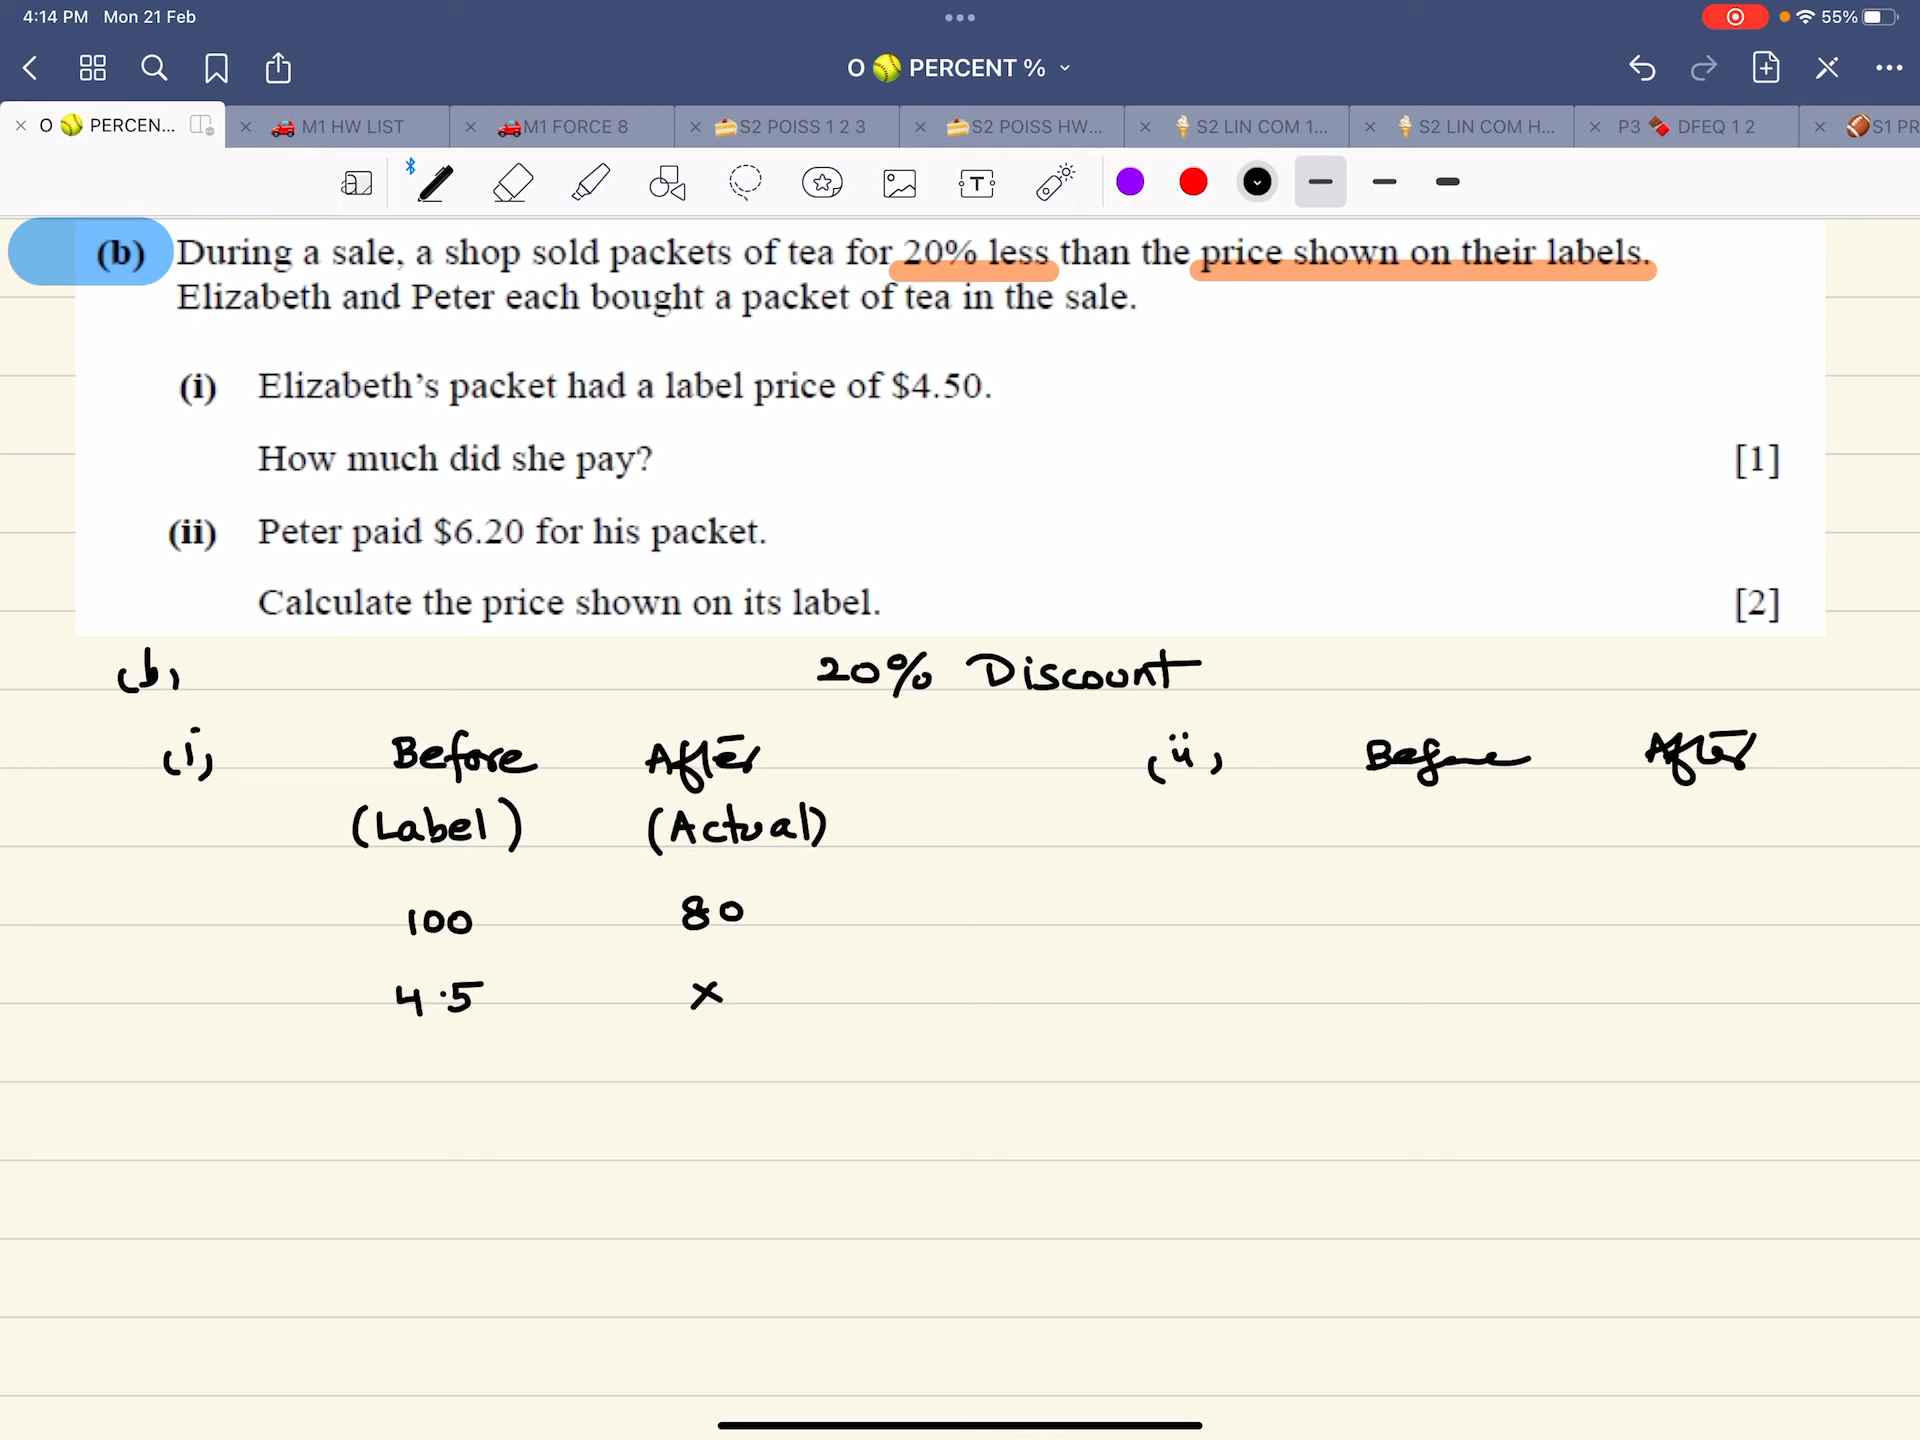 4:14 PM Mon 21 Feb
55%
O PERCENT %
O PERCEN...
M1 HW LIST
M1 FORCE 8
S2 POISS 1 2 3
S2 POISS HW...
S2 LIN COM 1...
S2 LIN COM H...
P3 DFEQ 1 2
S1 PR
(b) During a sale, a shop sold packets of tea for 20% less than the price shown on their labels.
Elizabeth and Peter each bought a packet of tea in the sale.
(i) Elizabeth's packet had a label price of $4.50.
How much did she pay? [1]
(ii) Peter paid $6.20 for his packet.
Calculate the price shown on its label. [2]
(b) 20% Discount
(i) Before After (ii) Before After
(Label) (Actual)
100 80
4.5 x